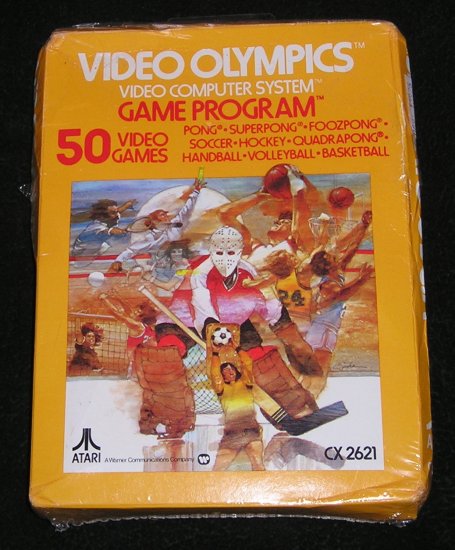 VIDEO OLYMPICS™
VIDEO COMPUTER SYSTEM™
GAME PROGRAM™
50 VIDEO GAMES
PONG® • SUPERPONG® • FOOZPONG® •
SOCCER • HOCKEY • QUADRAPONG® •
HANDBALL • VOLLEYBALL • BASKETBALL
24
ATARI
A Warner Communications Company
CX 2621